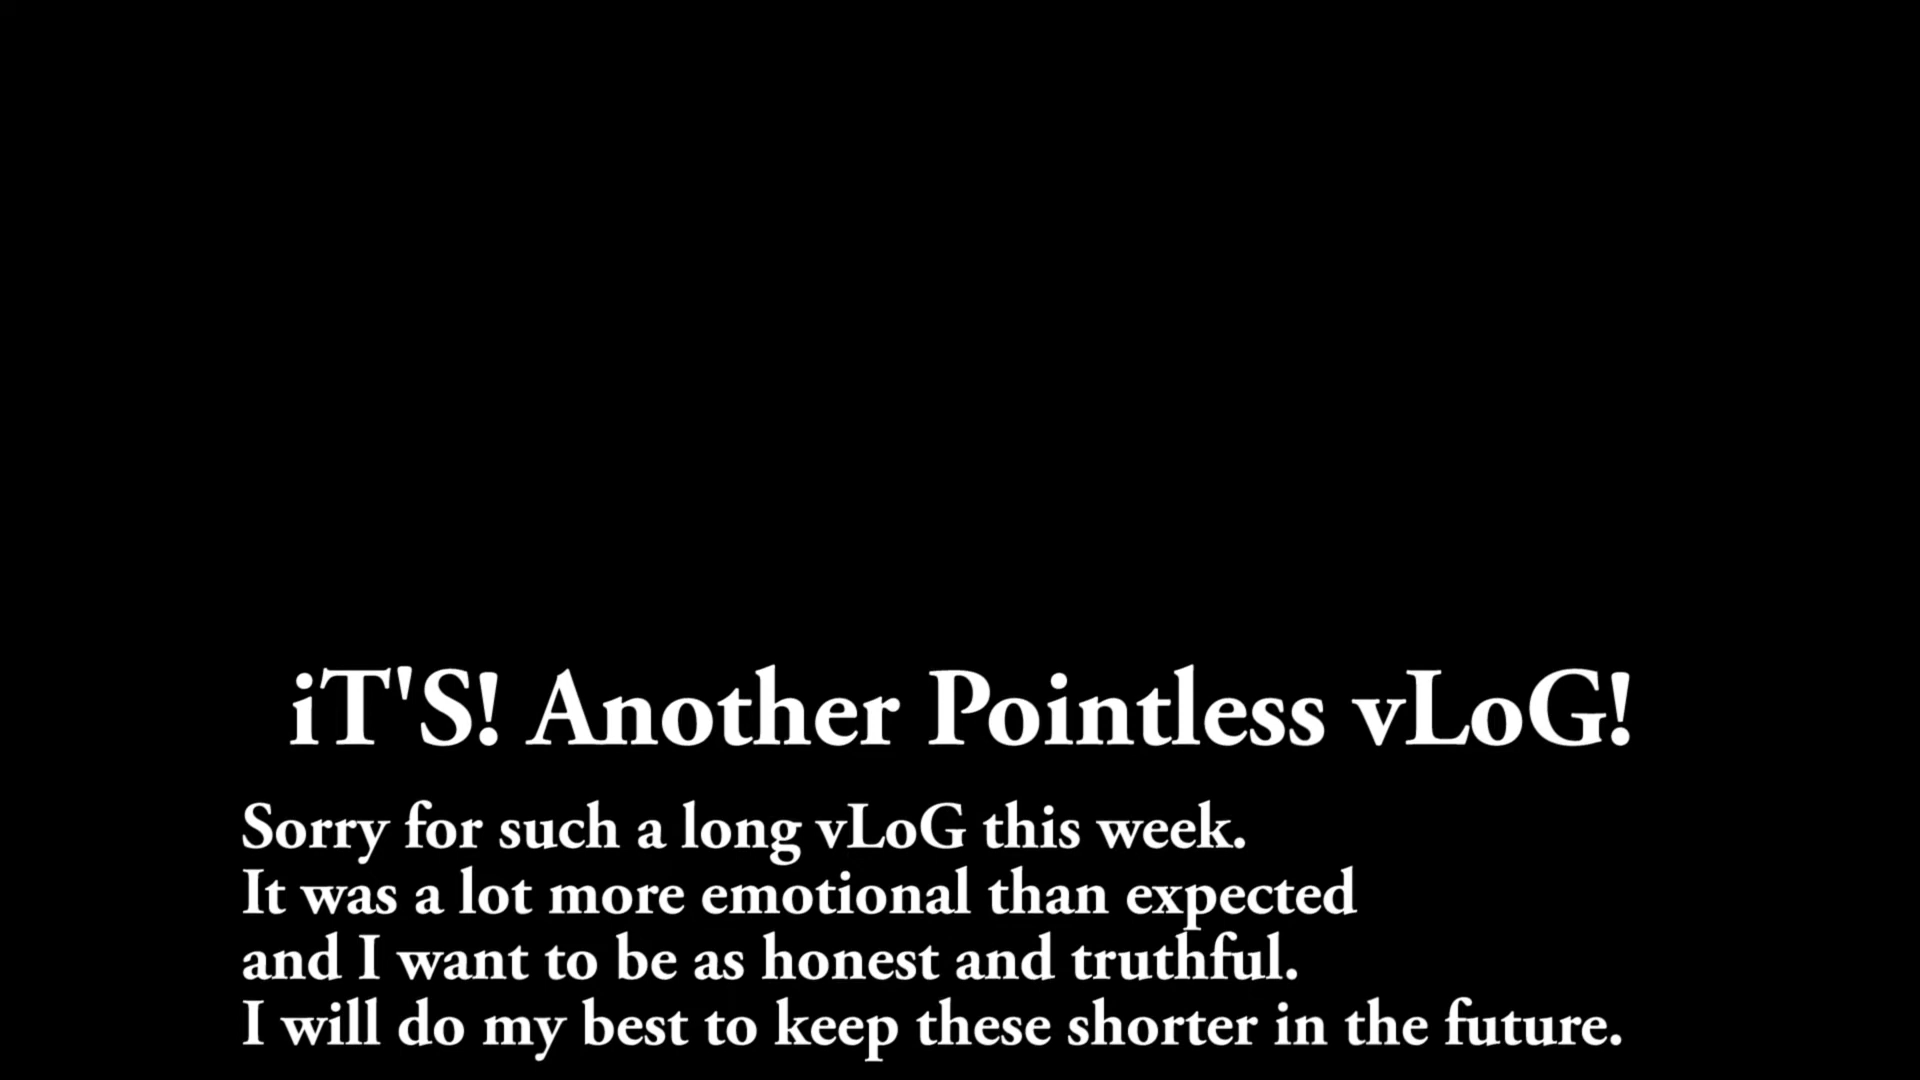 iT'S! Another Pointless vLoG!
Sorry for such a long vLoG this week.
It was a lot more emotional than expected
and I want to be as honest and truthful.
I will do my best to keep these shorter in the future.